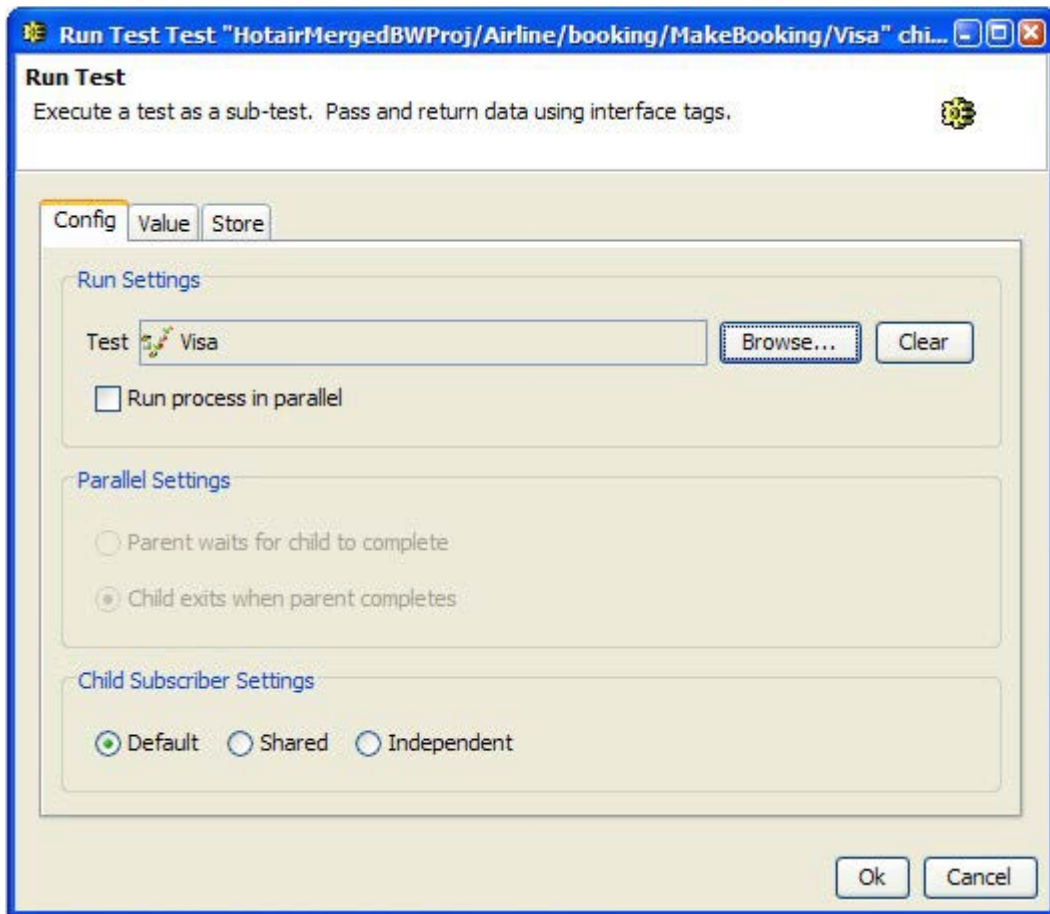 Run Test Test "HotairMergedBWProj/Airline/booking/MakeBooking/Visa" chi...
Run Test
Execute a test as a sub-test. Pass and return data using interface tags.
Config Value Store
Run Settings
Test Visa Browse... Clear
Run process in parallel
Parallel Settings
Parent waits for child to complete
Child exits when parent completes
Child Subscriber Settings
Default Shared Independent
Ok Cancel